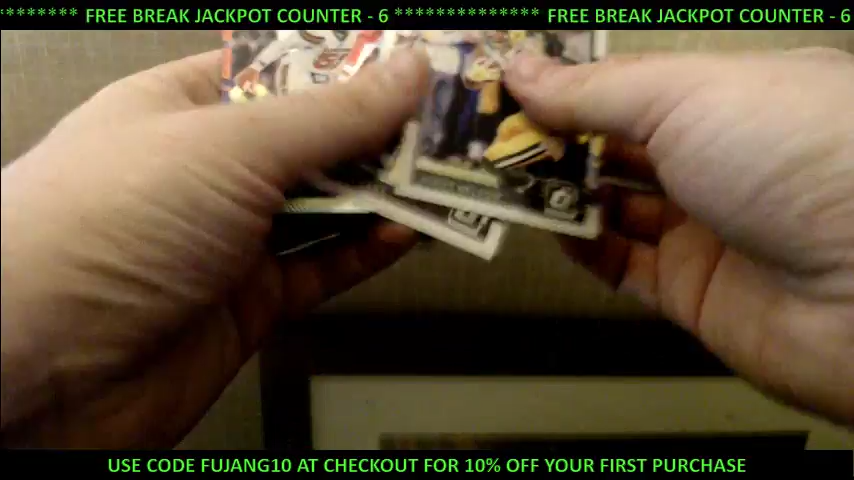 ******** FREE BREAK JACKPOT COUNTER - 6 ************** FREE BREAK JACKPOT COUNTER - 6
USE CODE FUJANG10 AT CHECKOUT FOR 10% OFF YOUR FIRST PURCHASE